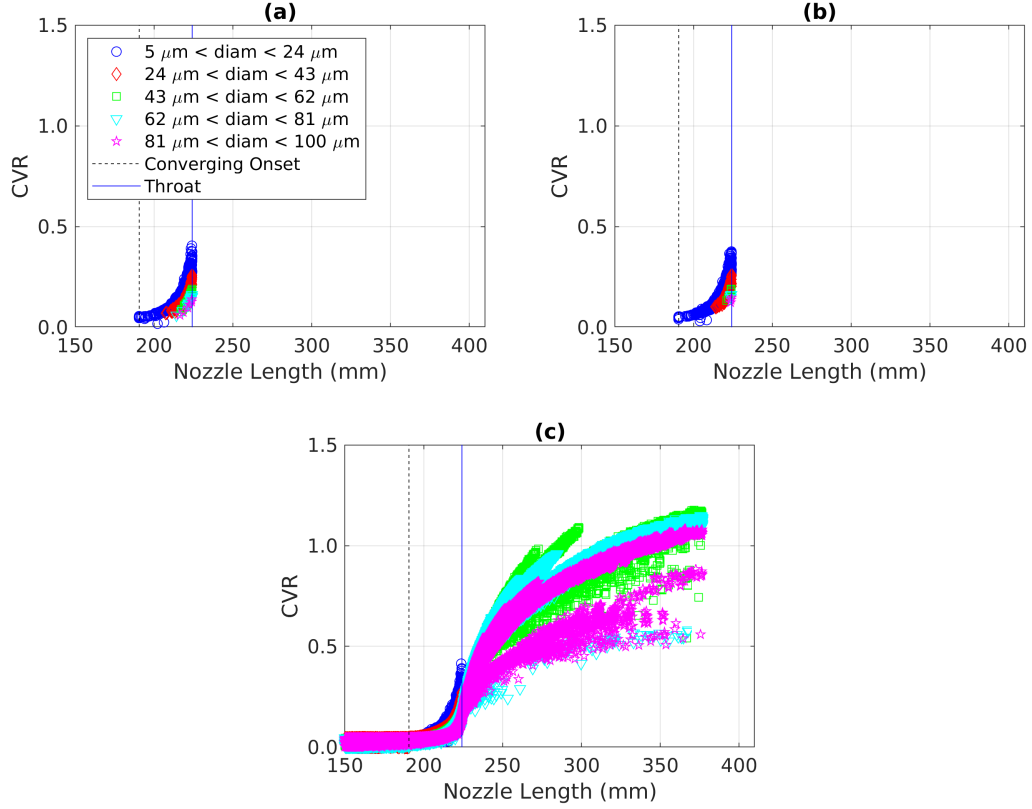 (a)
1.5
1.0
0.5
0.0
CVR
150 200 250 300 350 400
Nozzle Length (mm)
5 μm < diam < 24 μm
24 μm < diam < 43 μm
43 μm < diam < 62 μm
62 μm < diam < 81 μm
81 μm < diam < 100 μm
Converging Onset
Throat
(b)
1.5
1.0
0.5
0.0
CVR
150 200 250 300 350 400
Nozzle Length (mm)
(c)
1.5
1.0
0.5
0.0
CVR
150 200 250 300 350 400
Nozzle Length (mm)